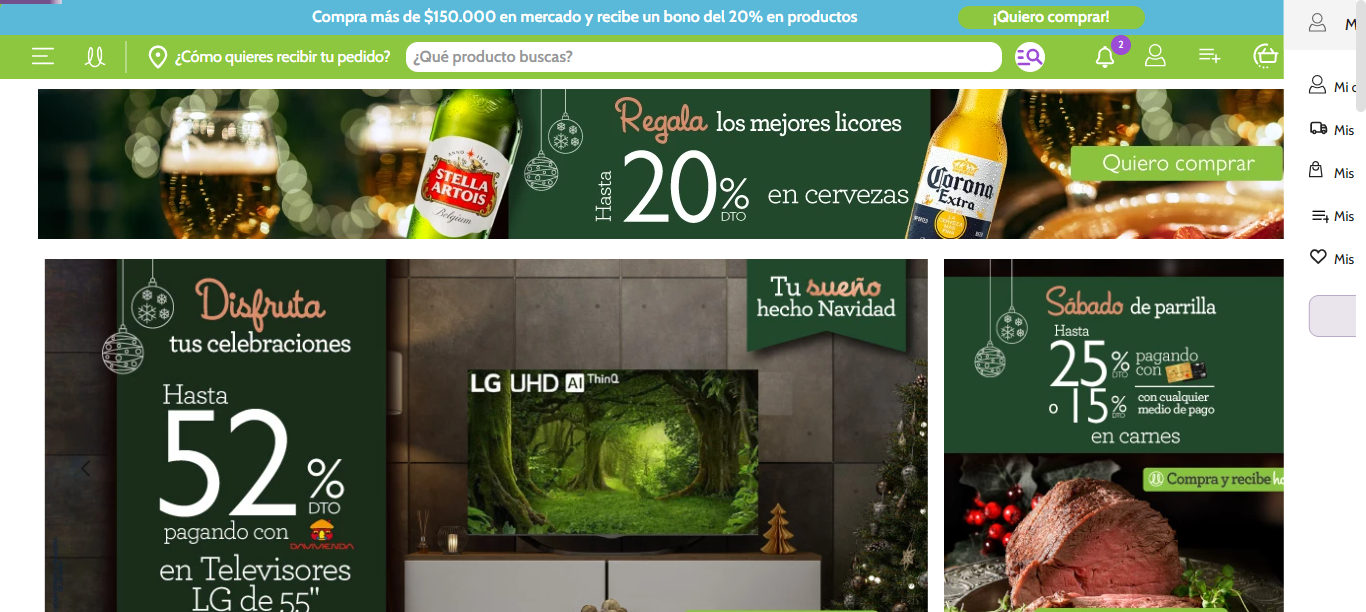 Compra más de $150.000 en mercado y recibe un bono del 20% en productos
¡Quiero comprar!
¿Cómo quieres recibir tu pedido?
¿Qué producto buscas?
2
M
Mi
Mis
Mis
Mis
Mis
Regala los mejores licores
Hasta 20% DTO en cervezas
Quiero comprar
ANNO 1366
STELLA
ARTOIS
Belgium
Corona
Extra
Disfruta
tus celebraciones
Hasta
52%
DTO
pagando con
DAVIVIENDA
en Televisores
LG de 55"
LG UHD AI ThinQ
Tu sueño
hecho Navidad
Sábado de parrilla
Hasta
25% DTO pagando con
o 15% DTO con cualquier
medio de pago
en carnes
Compra y recibe